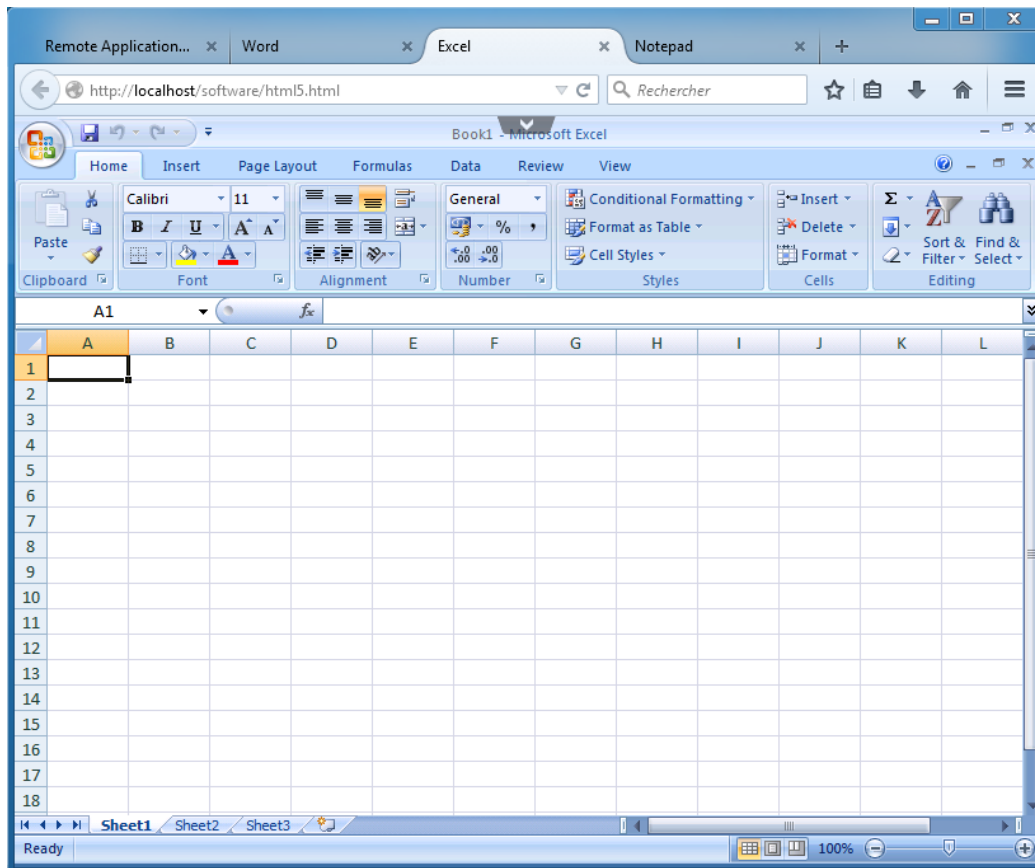 Remote Application... Word Excel Notepad
http://localhost/software/html5.html Rechercher
Book1 - Microsoft Excel
Home Insert Page Layout Formulas Data Review View
Calibri 11 General Conditional Formatting Insert Σ
Paste B I U A A % , Format as Table Delete Sort & Filter Find & Select
A .00 .00 Cell Styles Format
Clipboard Font Alignment Number Styles Cells Editing
A1 fx
A B C D E F G H I J K L
1
2
3
4
5
6
7
8
9
10
11
12
13
14
15
16
17
18
Sheet1 Sheet2 Sheet3
Ready 100%